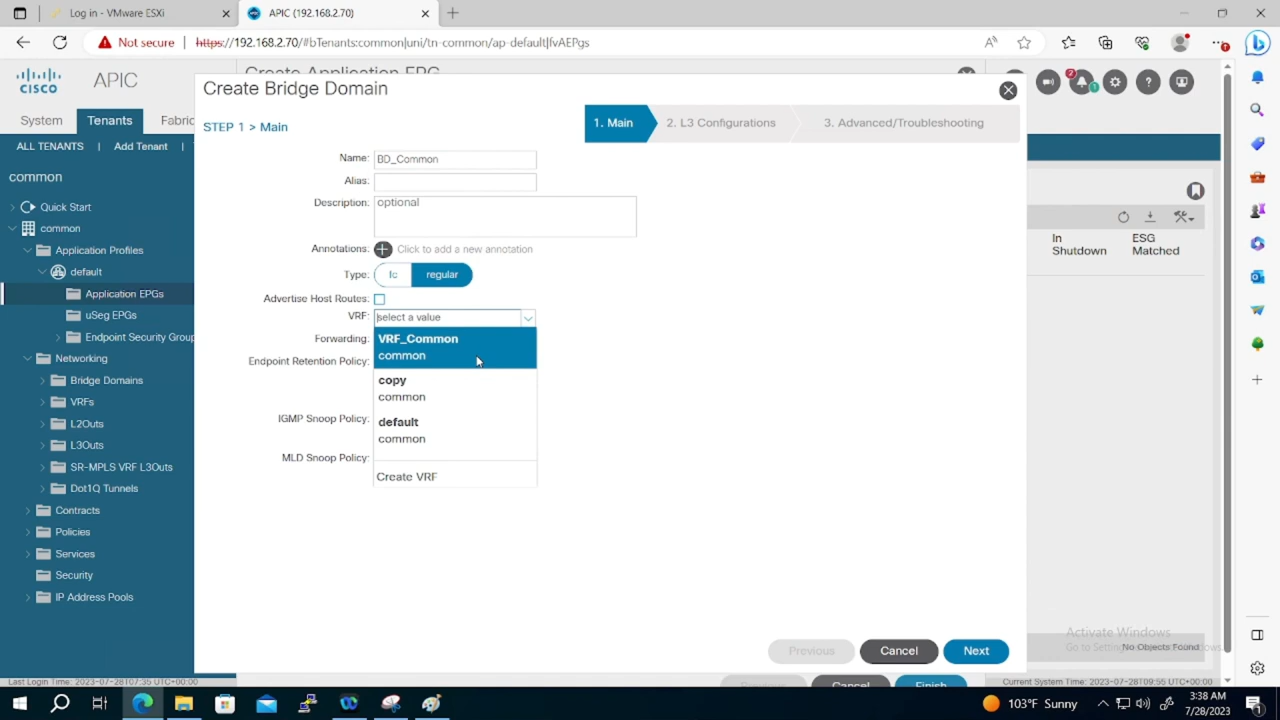 Log in - VMware ESXi
APIC (192.168.2.70)
Not secure
https://192.168.2.70/#bTenants:common|uni/tn-common/ap-default|fvAEPgs
CISCO
APIC
System
Tenants
Fabric
ALL TENANTS | Add Tenant |
common
Quick Start
common
Application Profiles
default
Application EPGs
uSeg EPGs
Endpoint Security Group
Networking
Bridge Domains
VRFs
L2Outs
L3Outs
SR-MPLS VRF L3Outs
Dot1Q Tunnels
Contracts
Policies
Services
Security
IP Address Pools
Create Application EPG
Create Bridge Domain
STEP 1 > Main
1. Main
2. L3 Configurations
3. Advanced/Troubleshooting
Name: BD_Common
Alias:
Description: optional
Annotations: Click to add a new annotation
Type: lc regular
Advertise Host Routes:
VRF: select a value
Forwarding:
Endpoint Retention Policy:
IGMP Snoop Policy:
MLD Snoop Policy:
VRF_Common
common
copy
common
default
common
Create VRF
Previous
Cancel
Next
2
1
In
Shutdown
ESG
Matched
Activate Windows
No Objects Found
Previous
Cancel
Finish
Last Login Time: 2023-07-28T07:35 UTC+00:00
Current System Time: 2023-07-28T09:55 UTC+00:00
103°F Sunny
3:38 AM
7/28/2023
1